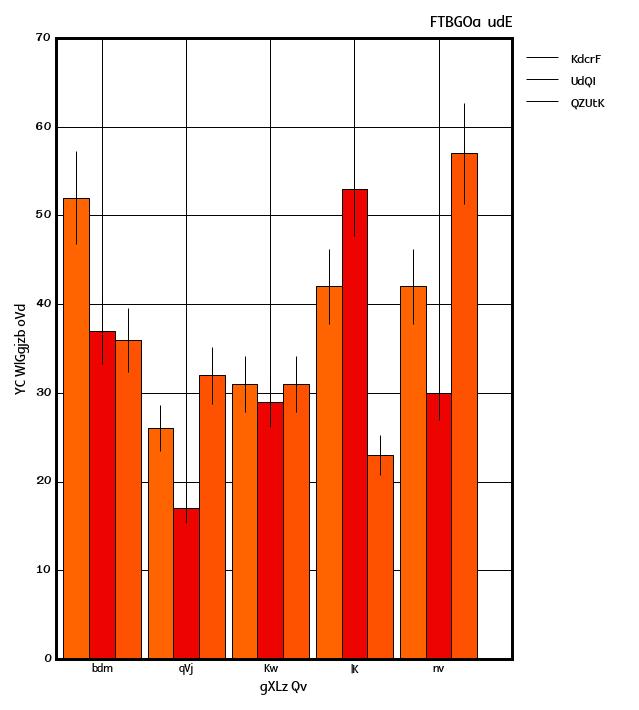 FTBGOa udE
KdcrF
UdQI
QZUtK
70
60
50
40
30
20
10
0
YC WlGgjzb oVd
bdm qVj Kw lK nv
gXLz Qv